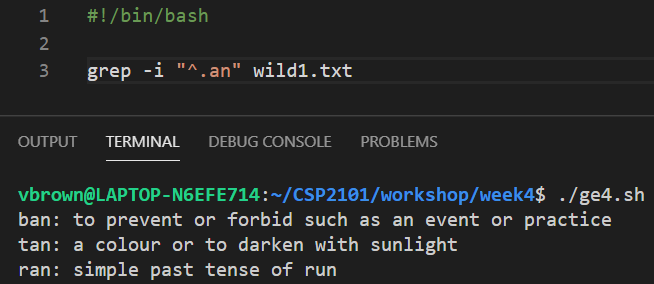 1 #!/bin/bash
2
3 grep -i "^.an" wild1.txt
OUTPUT TERMINAL DEBUG CONSOLE PROBLEMS
vbrown@LAPTOP-N6EFE714:~/CSP2101/workshop/week4$ ./ge4.sh
ban: to prevent or forbid such as an event or practice
tan: a colour or to darken with sunlight
ran: simple past tense of run